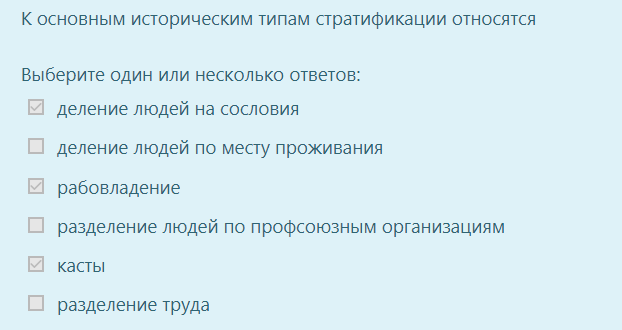 К основным историческим типам стратификации относятся
Выберите один или несколько ответов:
деление людей на сословия
деление людей по месту проживания
рабовладение
разделение людей по профсоюзным организациям
касты
разделение труда